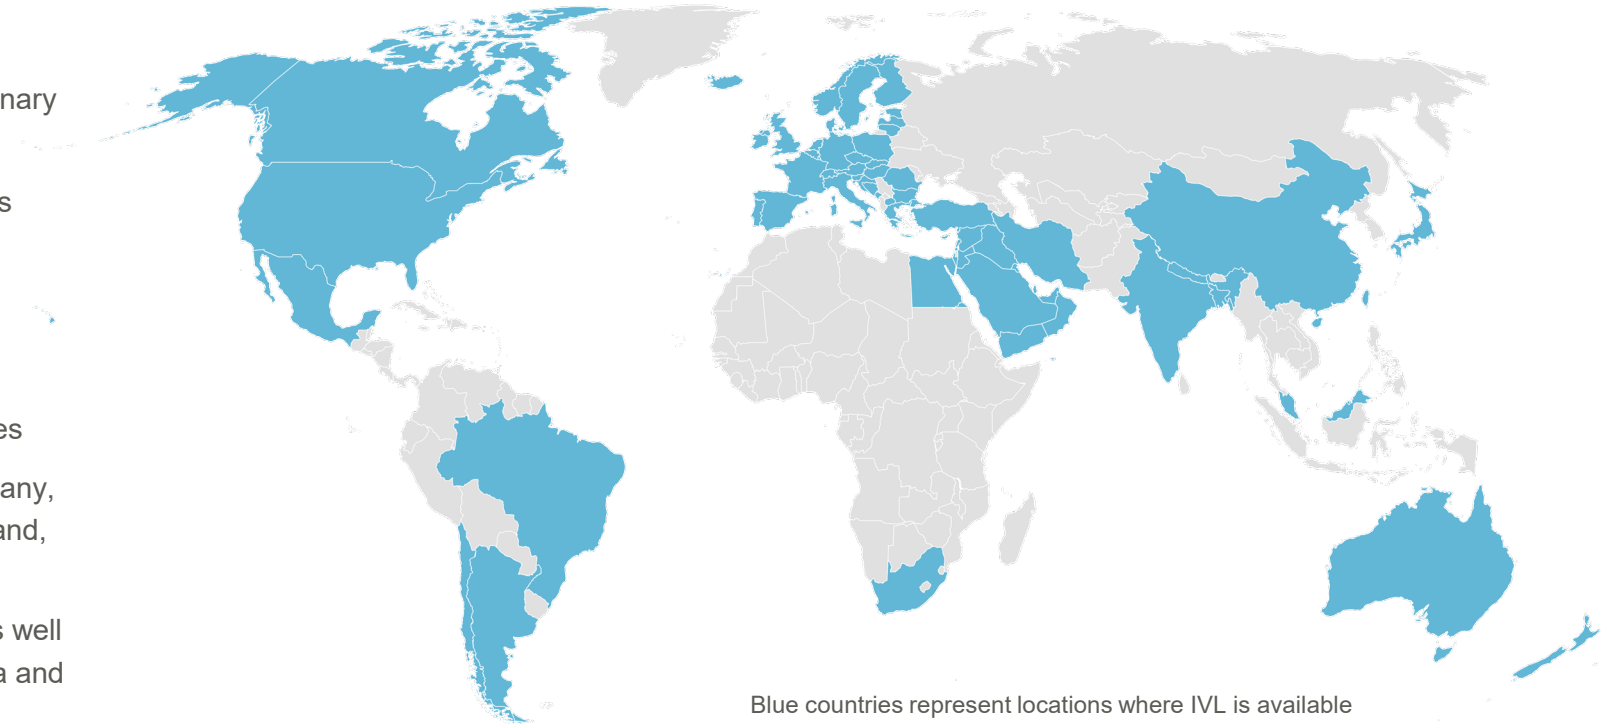 nary
s
es
any,
and,
s well
a and
Blue countries represent locations where IVL is available